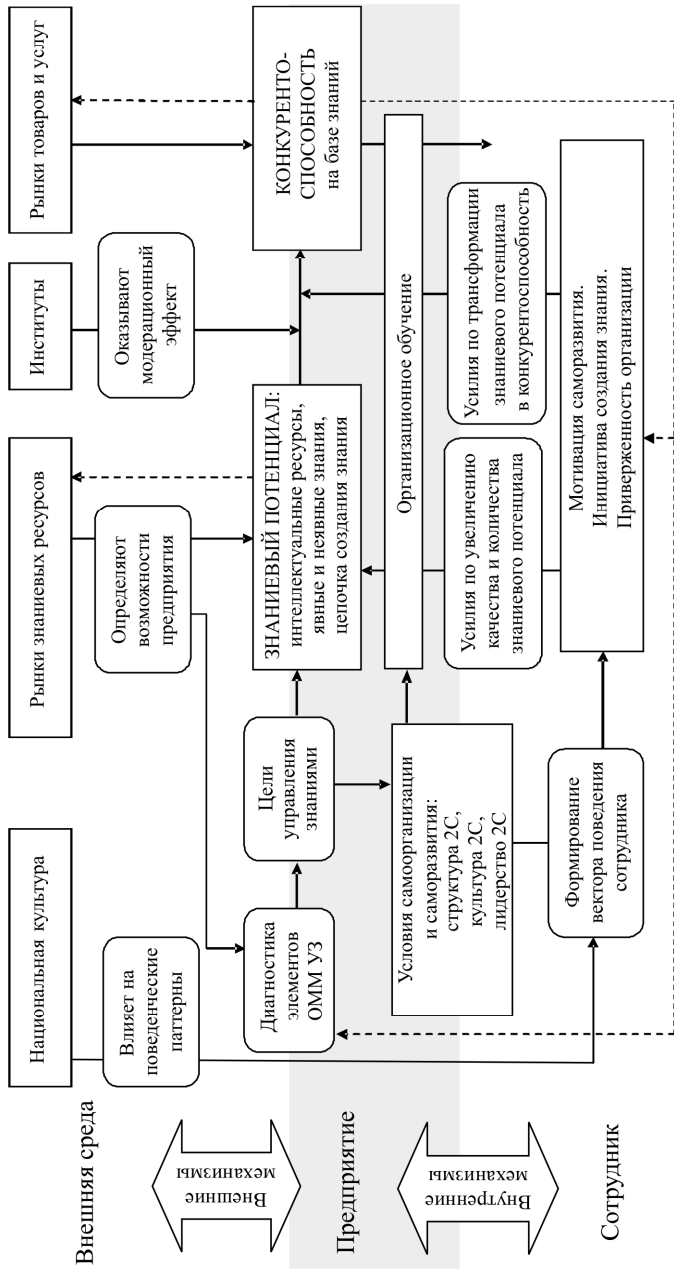 Внешняя среда
Внешние
механизмы
Предприятие
Внутренние
механизмы
Сотрудник
Национальная культура
Рынки знаниевых ресурсов
Институты
Рынки товаров и услуг
Влияет на
поведенческие
паттерны
Определяют
возможности
предприятия
Оказывают
модерационный
эффект
Диагностика
элементов
ОММ УЗ
Цели
управления
знаниями
ЗНАНИЕВЫЙ ПОТЕНЦИАЛ:
интеллектуальные ресурсы,
явные и неявные знания,
цепочка создания знания
КОНКУРЕНТО-
СПОСОБНОСТЬ
на базе знаний
Условия самоорганизации
и саморазвития:
структура 2С,
культура 2С,
лидерство 2С
Организационное обучение
Усилия по увеличению
качества и количества
знаниевого потенциала
Усилия по трансформации
знаниевого потенциала
в конкурентоспособность
Формирование
вектора поведения
сотрудника
Мотивация саморазвития.
Инициатива создания знания.
Приверженность организации